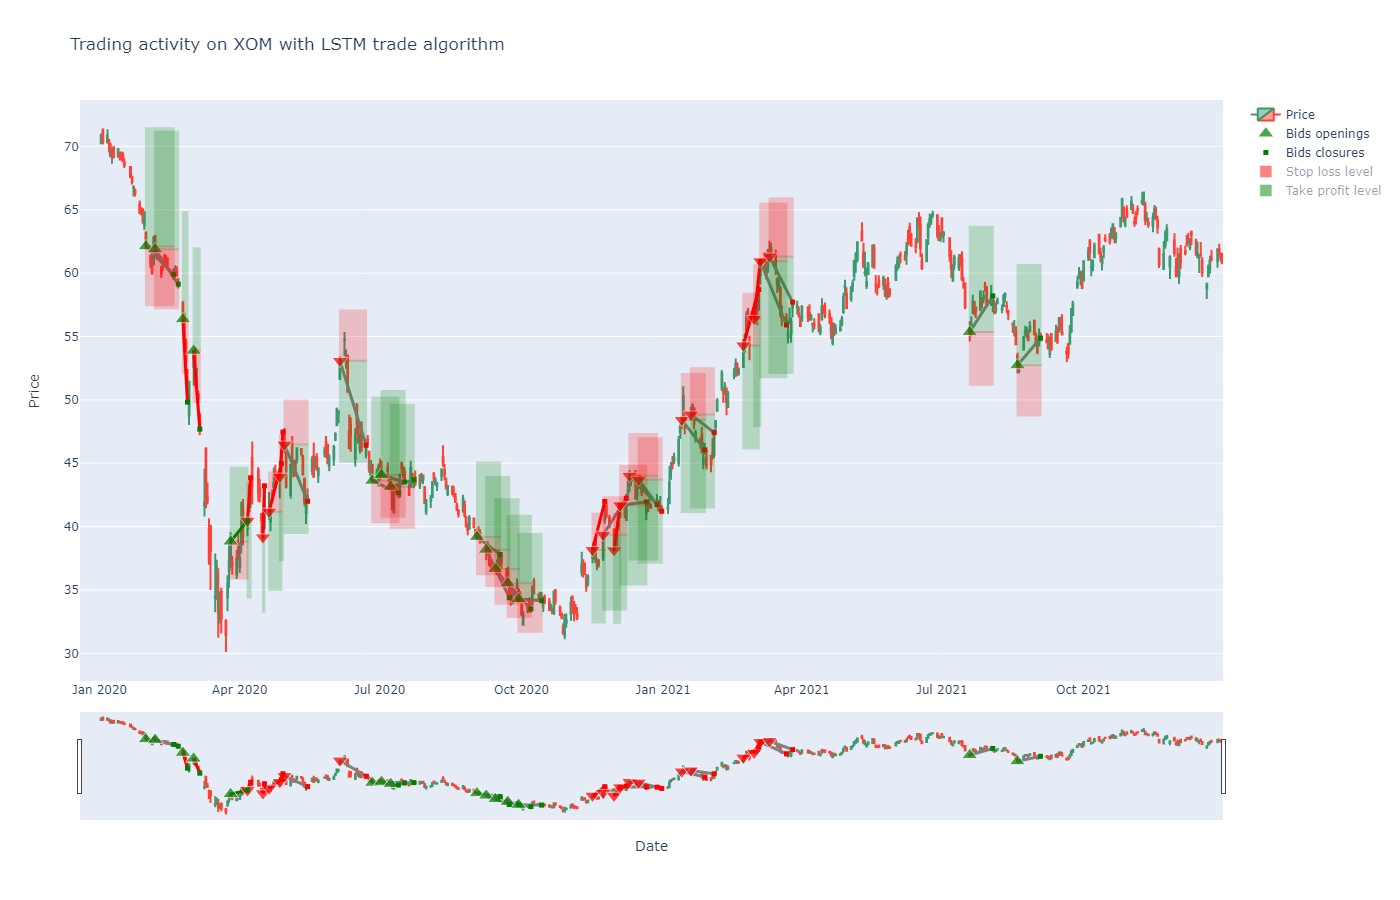 Trading activity on XOM with LSTM trade algorithm
Price
Bids openings
Bids closures
Stop loss level
Take profit level
70
65
60
55
50
45
40
35
30
Price
Jan 2020
Apr 2020
Jul 2020
Oct 2020
Jan 2021
Apr 2021
Jul 2021
Oct 2021
Date